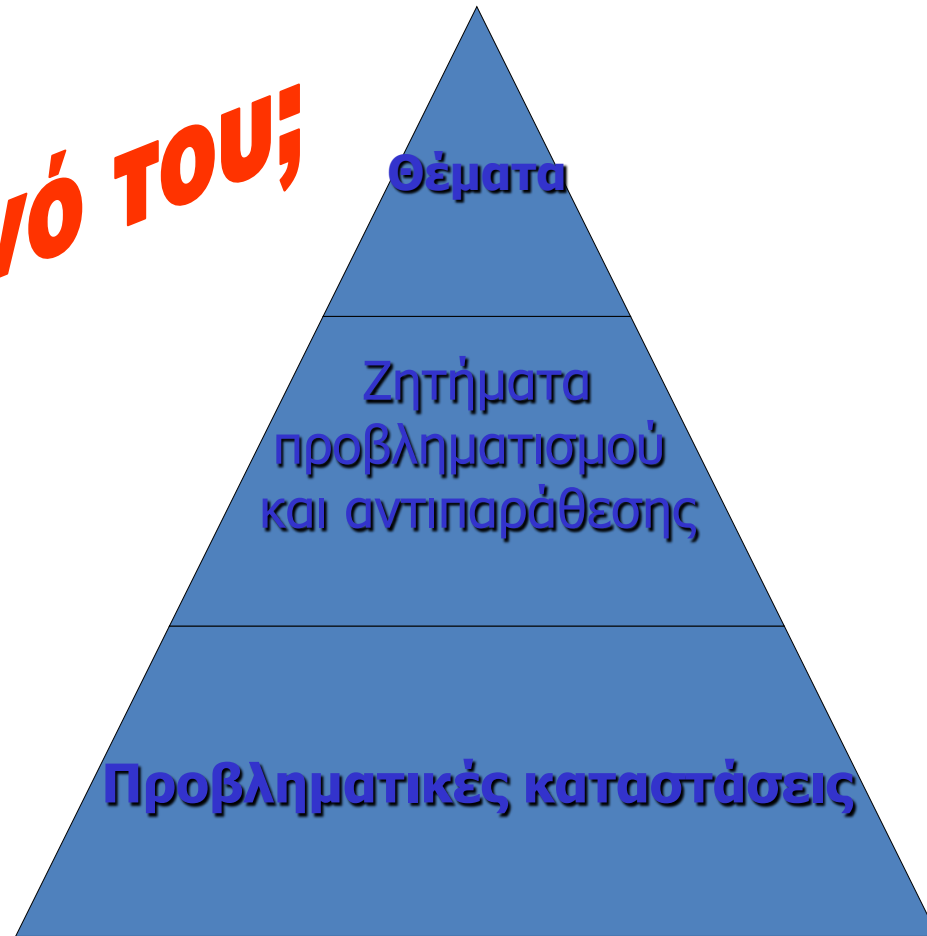 του;
Θέματα
Ζητήματα
προβληματισμού
και αντιπαράθεσης
Προβληματικές καταστάσεις